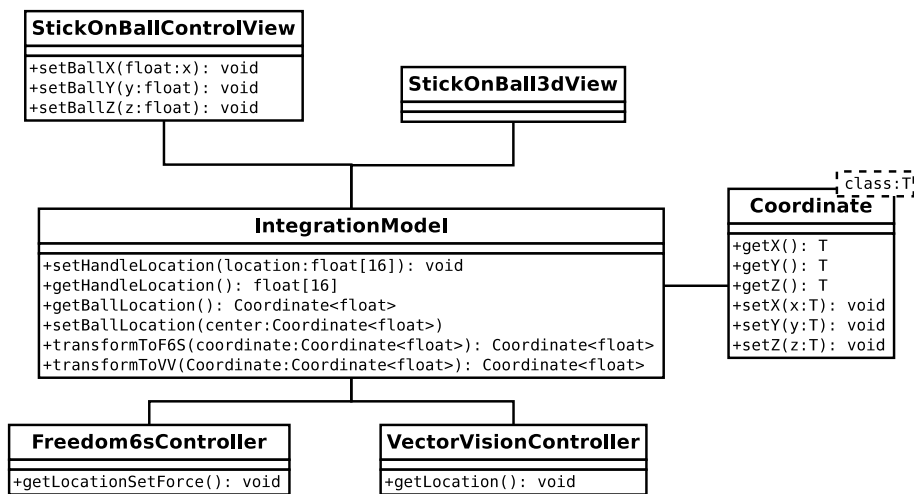 StickOnBallControlView
+setBallX(float:x): void
+setBallY(y:float): void
+setBallZ(z:float): void
StickOnBall3dView
IntegrationModel
+setHandleLocation(location:float[16]): void
+getHandleLocation(): float[16]
+getBallLocation(): Coordinate<float>
+setBallLocation(center:Coordinate<float>)
+transformToF6S(coordinate:Coordinate<float>): Coordinate<float>
+transformToVV(Coordinate:Coordinate<float>): Coordinate<float>
class:T
Coordinate
+getX(): T
+getY(): T
+getZ(): T
+setX(x:T): void
+setY(y:T): void
+setZ(z:T): void
Freedom6sController
+getLocationSetForce(): void
VectorVisionController
+getLocation(): void